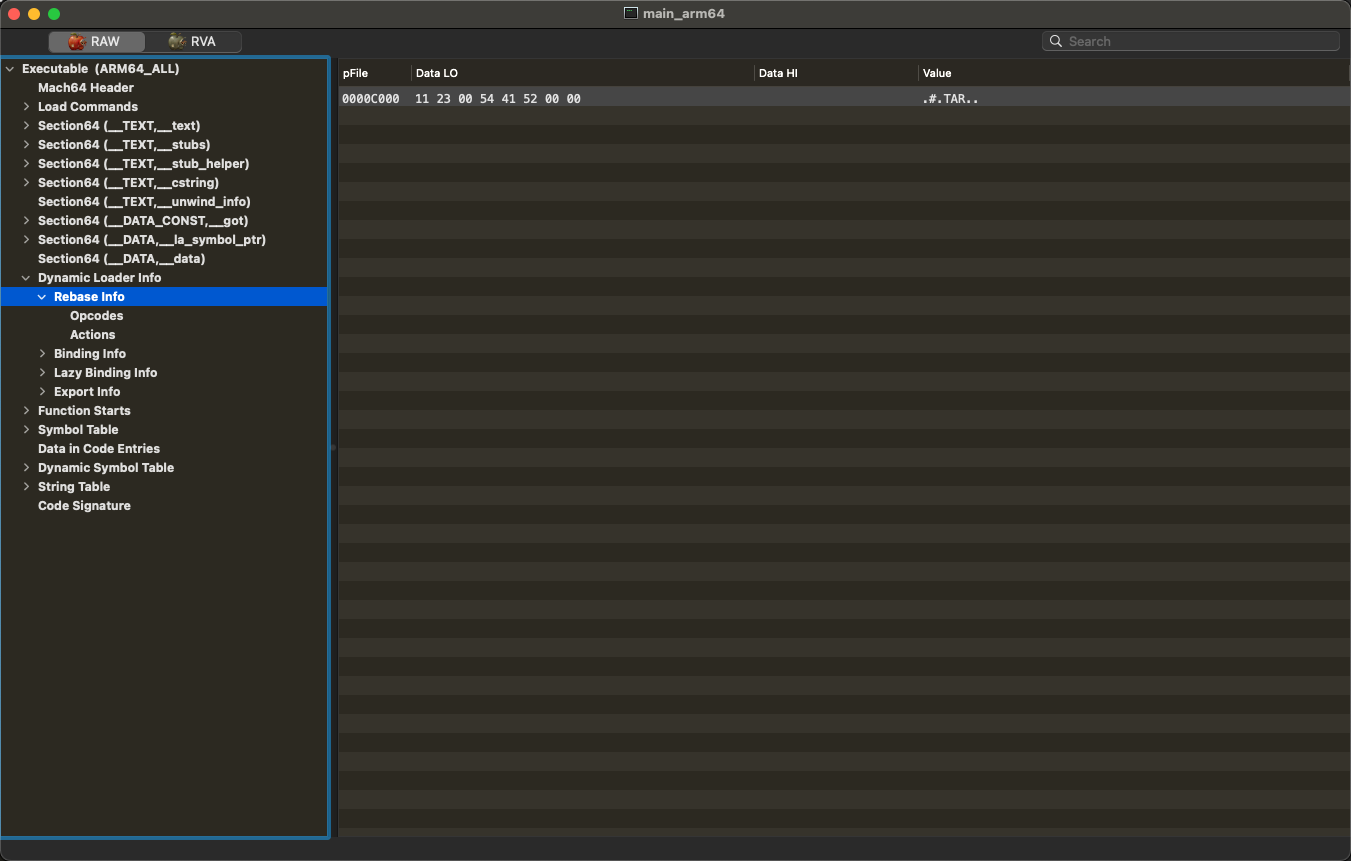 main_arm64
RAW RVA
Search
Executable (ARM64_ALL)
Mach64 Header
Load Commands
Section64 (__TEXT,__text)
Section64 (__TEXT,__stubs)
Section64 (__TEXT,__stub_helper)
Section64 (__TEXT,__cstring)
Section64 (__TEXT,__unwind_info)
Section64 (__DATA_CONST,__got)
Section64 (__DATA,__la_symbol_ptr)
Section64 (__DATA,__data)
Dynamic Loader Info
Rebase Info
Opcodes
Actions
Binding Info
Lazy Binding Info
Export Info
Function Starts
Symbol Table
Data in Code Entries
Dynamic Symbol Table
String Table
Code Signature
pFile Data LO Data HI Value
0000C000 11 23 00 54 41 52 00 00 .#.TAR..